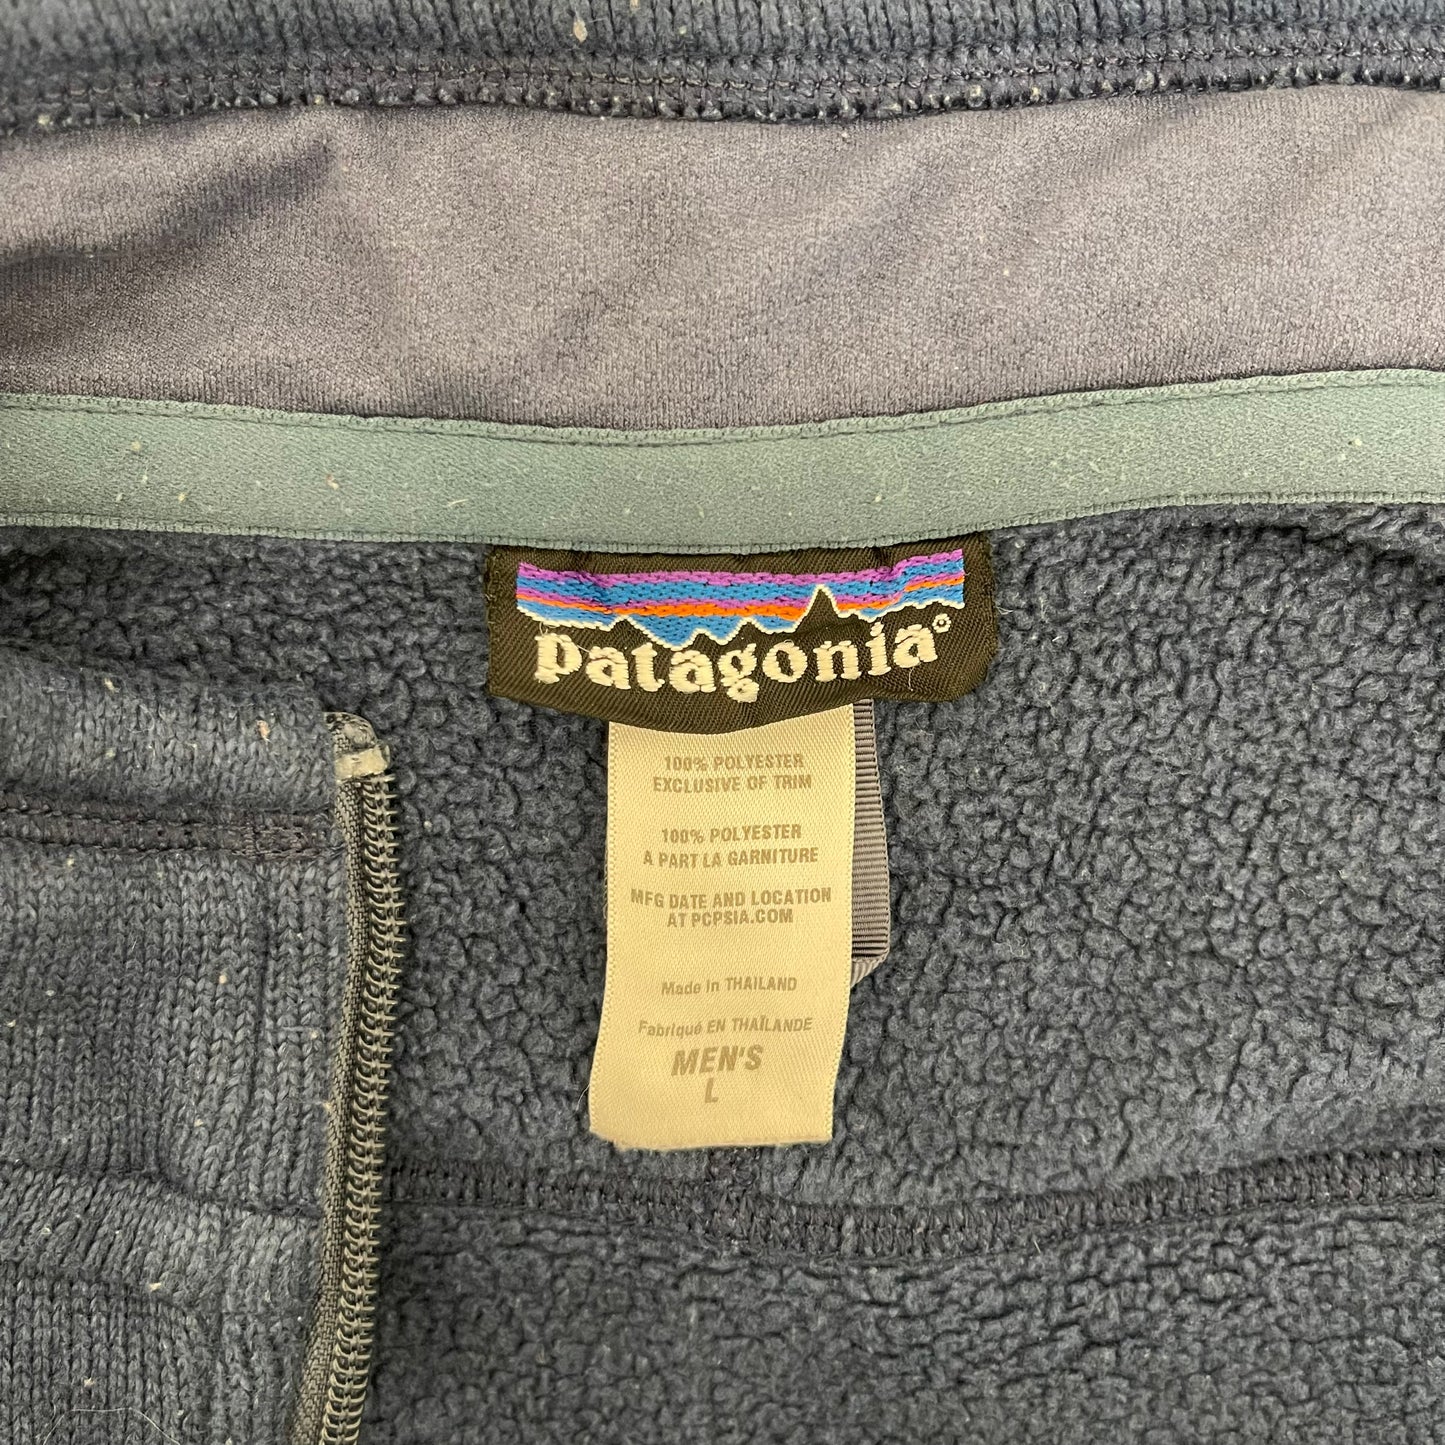 patagonia®
100% POLYESTER
EXCLUSIVE OF TRIM
100% POLYESTER
A PART LA GARNITURE
MFG DATE AND LOCATION
AT PCPSIA.COM
Made in THAILAND
Fabriqué EN THAÏLANDE
MEN'S
L